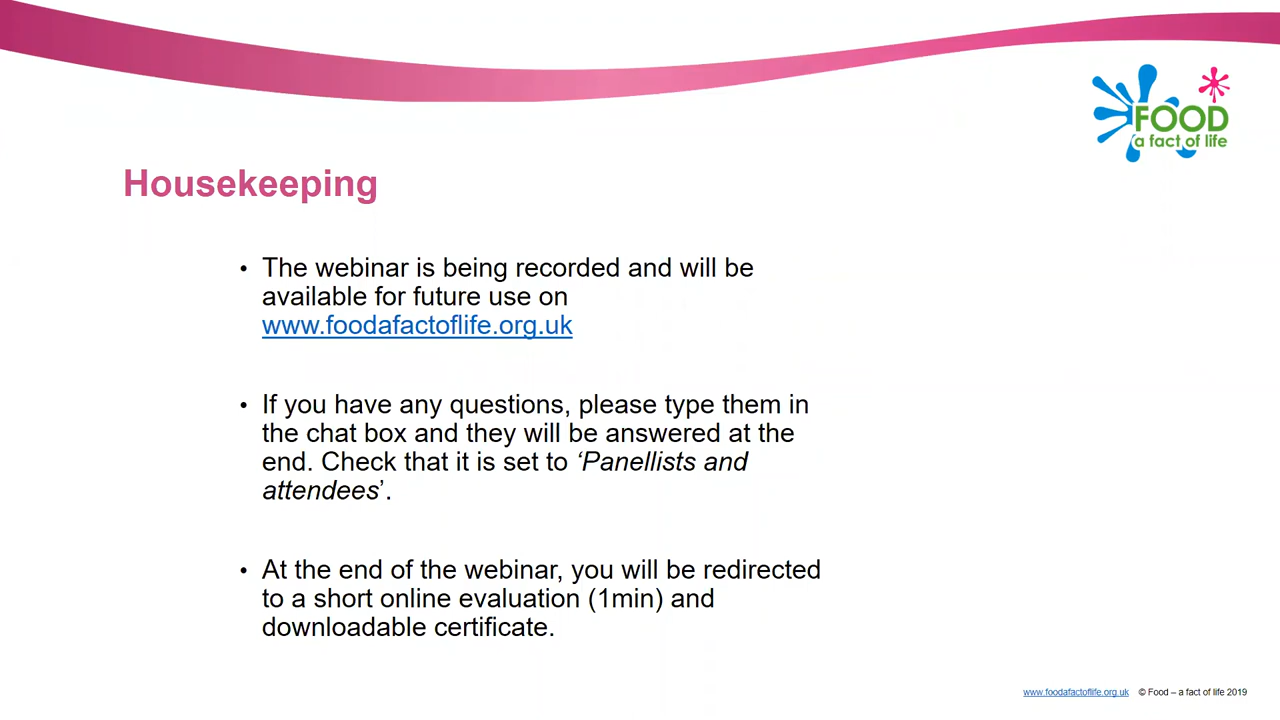 FOOD
a fact of life
Housekeeping
• The webinar is being recorded and will be
available for future use on
www.foodafactoflife.org.uk
• If you have any questions, please type them in
the chat box and they will be answered at the
end. Check that it is set to ‘Panellists and
attendees’.
• At the end of the webinar, you will be redirected
to a short online evaluation (1min) and
downloadable certificate.
www.foodafactoflife.org.uk © Food – a fact of life 2019